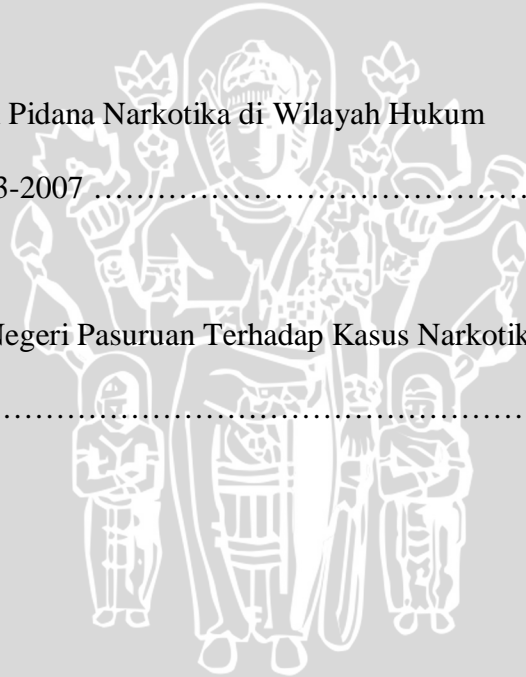 Pidana Narkotika di Wilayah Hukum
3-2007 ……………………………………
Negeri Pasuruan Terhadap Kasus Narkotik
……………………………………………